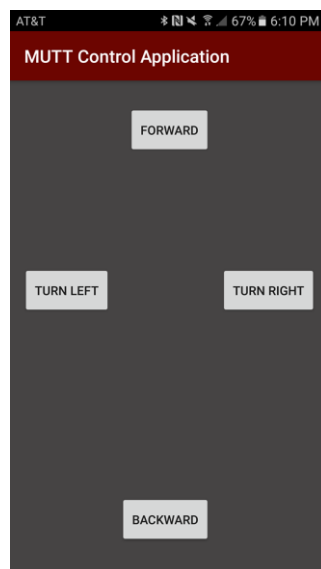 AT&T 67% 6:10 PM
MUTT Control Application
FORWARD
TURN LEFT TURN RIGHT
BACKWARD